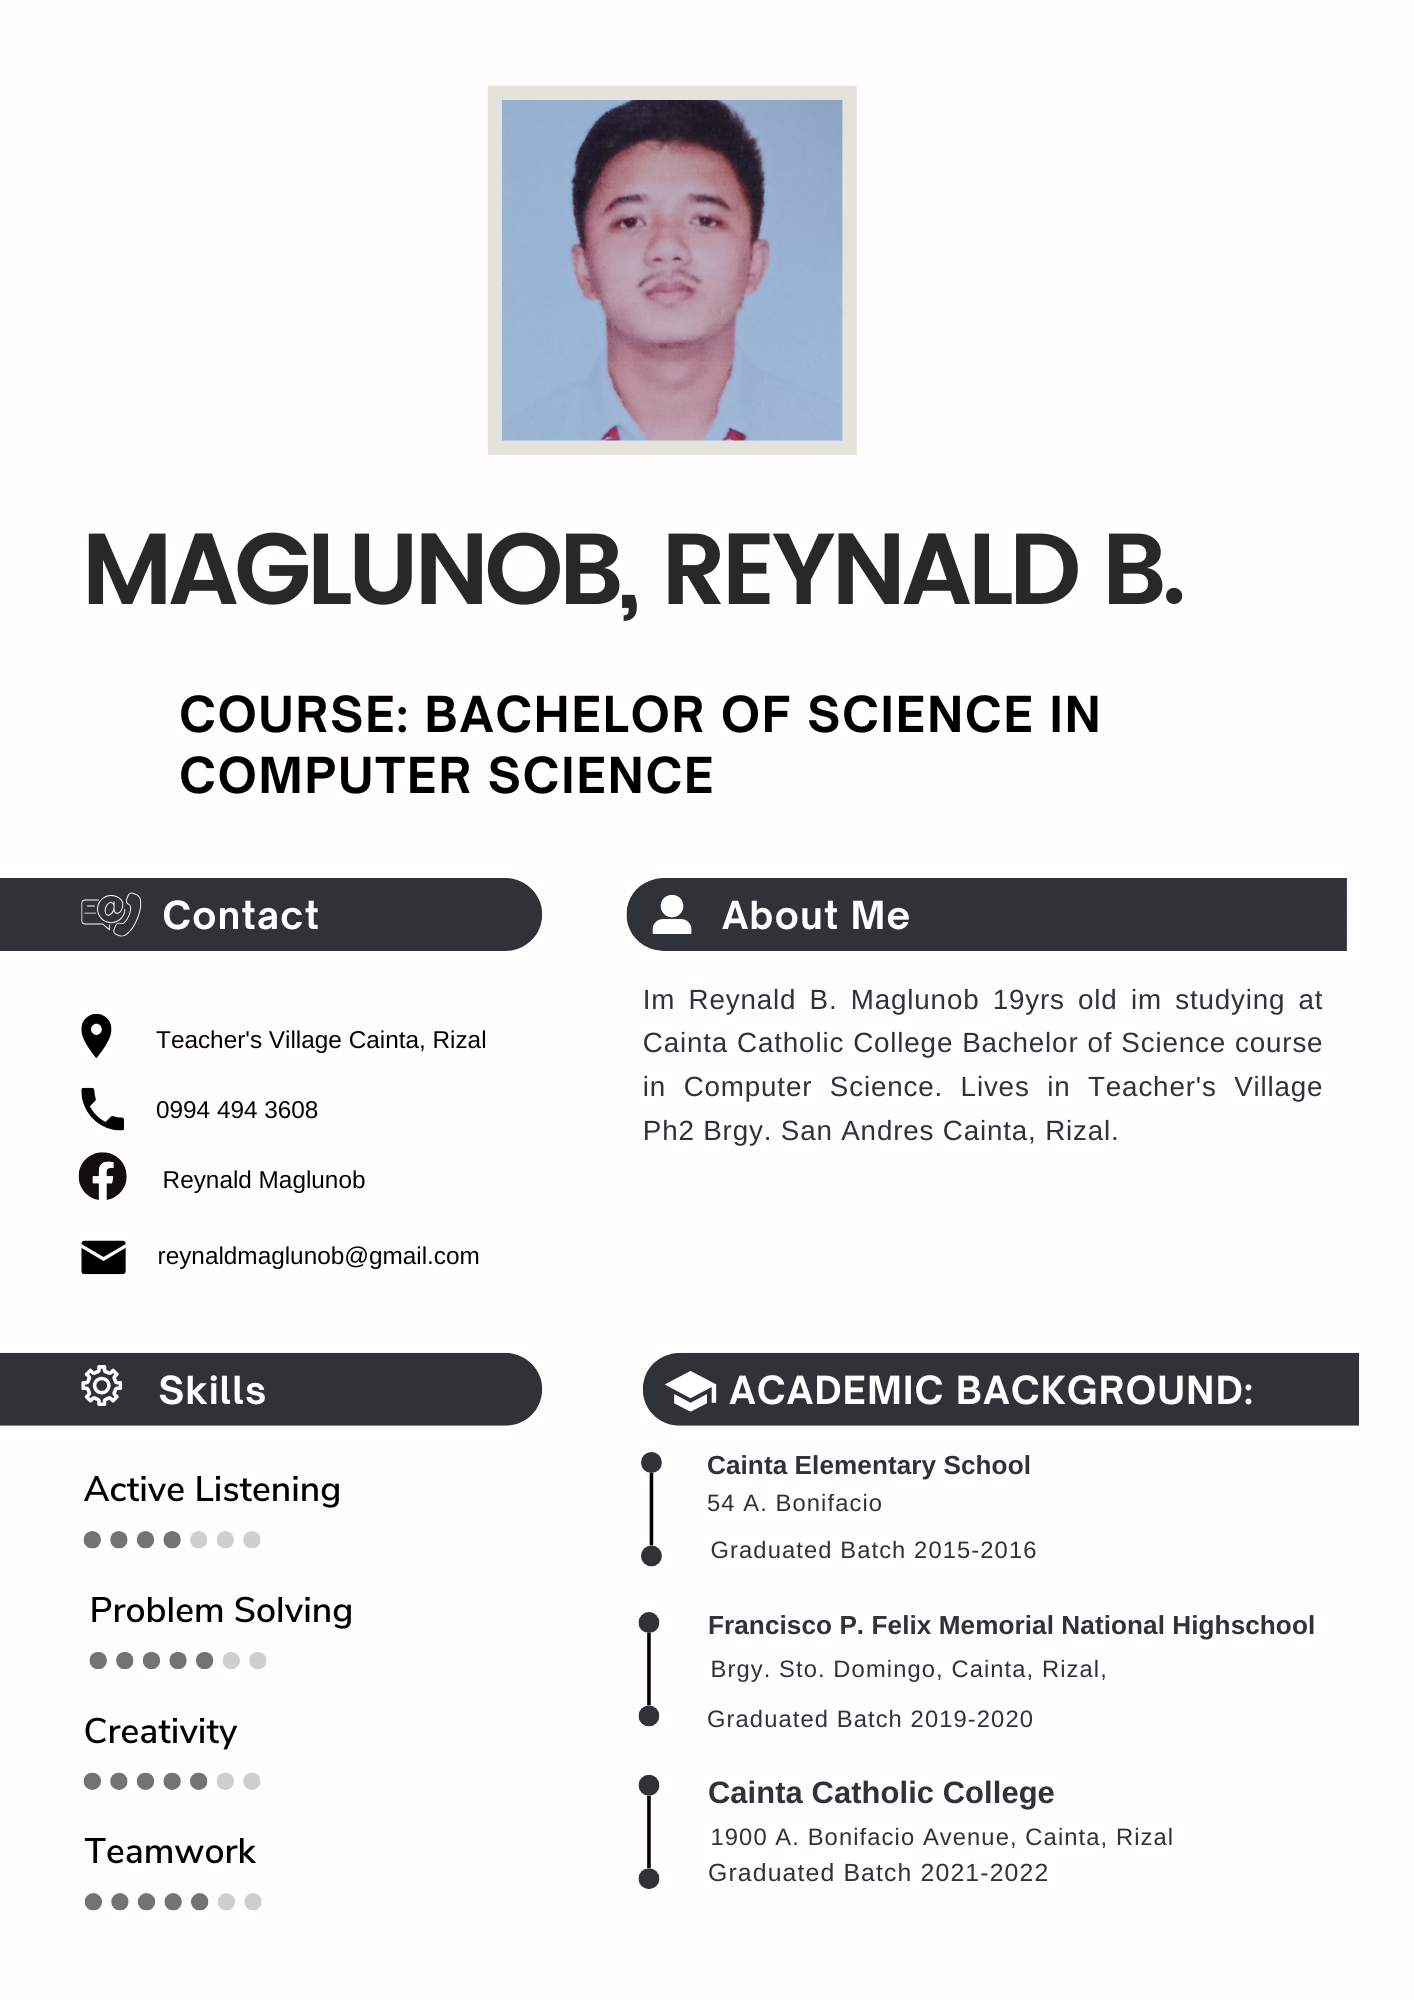 MAGLUNOB, REYNALD B.
COURSE: BACHELOR OF SCIENCE IN
COMPUTER SCIENCE
Contact
Teacher's Village Cainta, Rizal
0994 494 3608
Reynald Maglunob
reynaldmaglunob@gmail.com
About Me
Im Reynald B. Maglunob 19yrs old im studying at
Cainta Catholic College Bachelor of Science course
in Computer Science. Lives in Teacher's Village
Ph2 Brgy. San Andres Cainta, Rizal.
Skills
Active Listening
Problem Solving
Creativity
Teamwork
ACADEMIC BACKGROUND:
Cainta Elementary School
54 A. Bonifacio
Graduated Batch 2015-2016
Francisco P. Felix Memorial National Highschool
Brgy. Sto. Domingo, Cainta, Rizal,
Graduated Batch 2019-2020
Cainta Catholic College
1900 A. Bonifacio Avenue, Cainta, Rizal
Graduated Batch 2021-2022